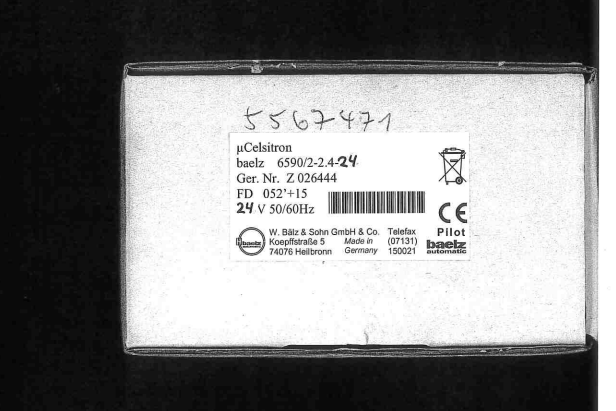 5567471
µCelsitron
baelz 6590/2-2.4-24
Ger. Nr. Z 026444
FD 052'+15
24 V 50/60Hz
CE
Pilot
baelz
automatic
baelz
W. Bälz & Sohn GmbH & Co. Telefax
Koepffstraße 5 Made in (07131)
74076 Heilbronn Germany 150021